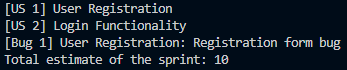 [US 1] User Registration
[US 2] Login Functionality
[Bug 1] User Registration: Registration form bug
Total estimate of the sprint: 10